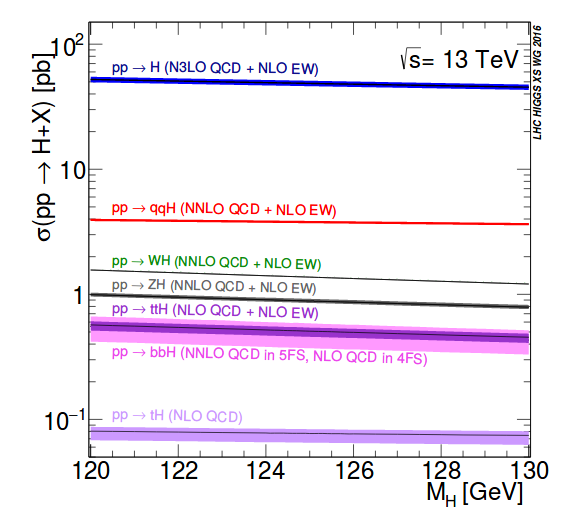 σ(pp → H+X) [pb]
10²
10
1
10⁻¹
√s= 13 TeV
LHC HIGGS XS WG 2016
pp → H (N3LO QCD + NLO EW)
pp → qqH (NNLO QCD + NLO EW)
pp → WH (NNLO QCD + NLO EW)
pp → ZH (NNLO QCD + NLO EW)
pp → ttH (NLO QCD + NLO EW)
pp → bbH (NNLO QCD in 5FS, NLO QCD in 4FS)
pp → tH (NLO QCD)
120 122 124 126 128 130
M_H [GeV]